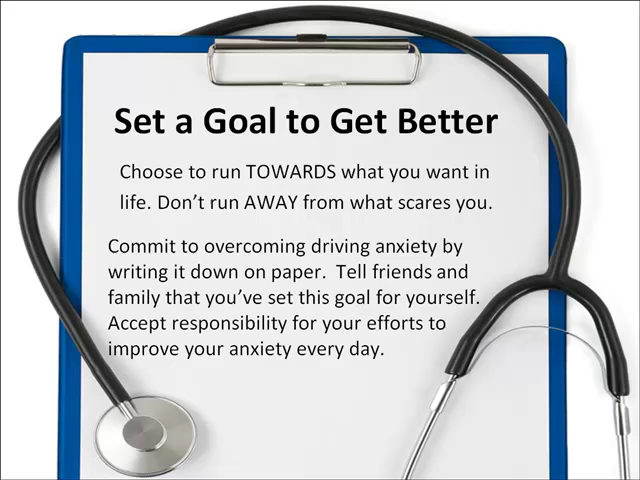 Set a Goal to Get Better
Choose to run TOWARDS what you want in
life. Don’t run AWAY from what scares you.
Commit to overcoming driving anxiety by
writing it down on paper.  Tell friends and
family that you’ve set this goal for yourself.
Accept responsibility for your efforts to
improve your anxiety every day.